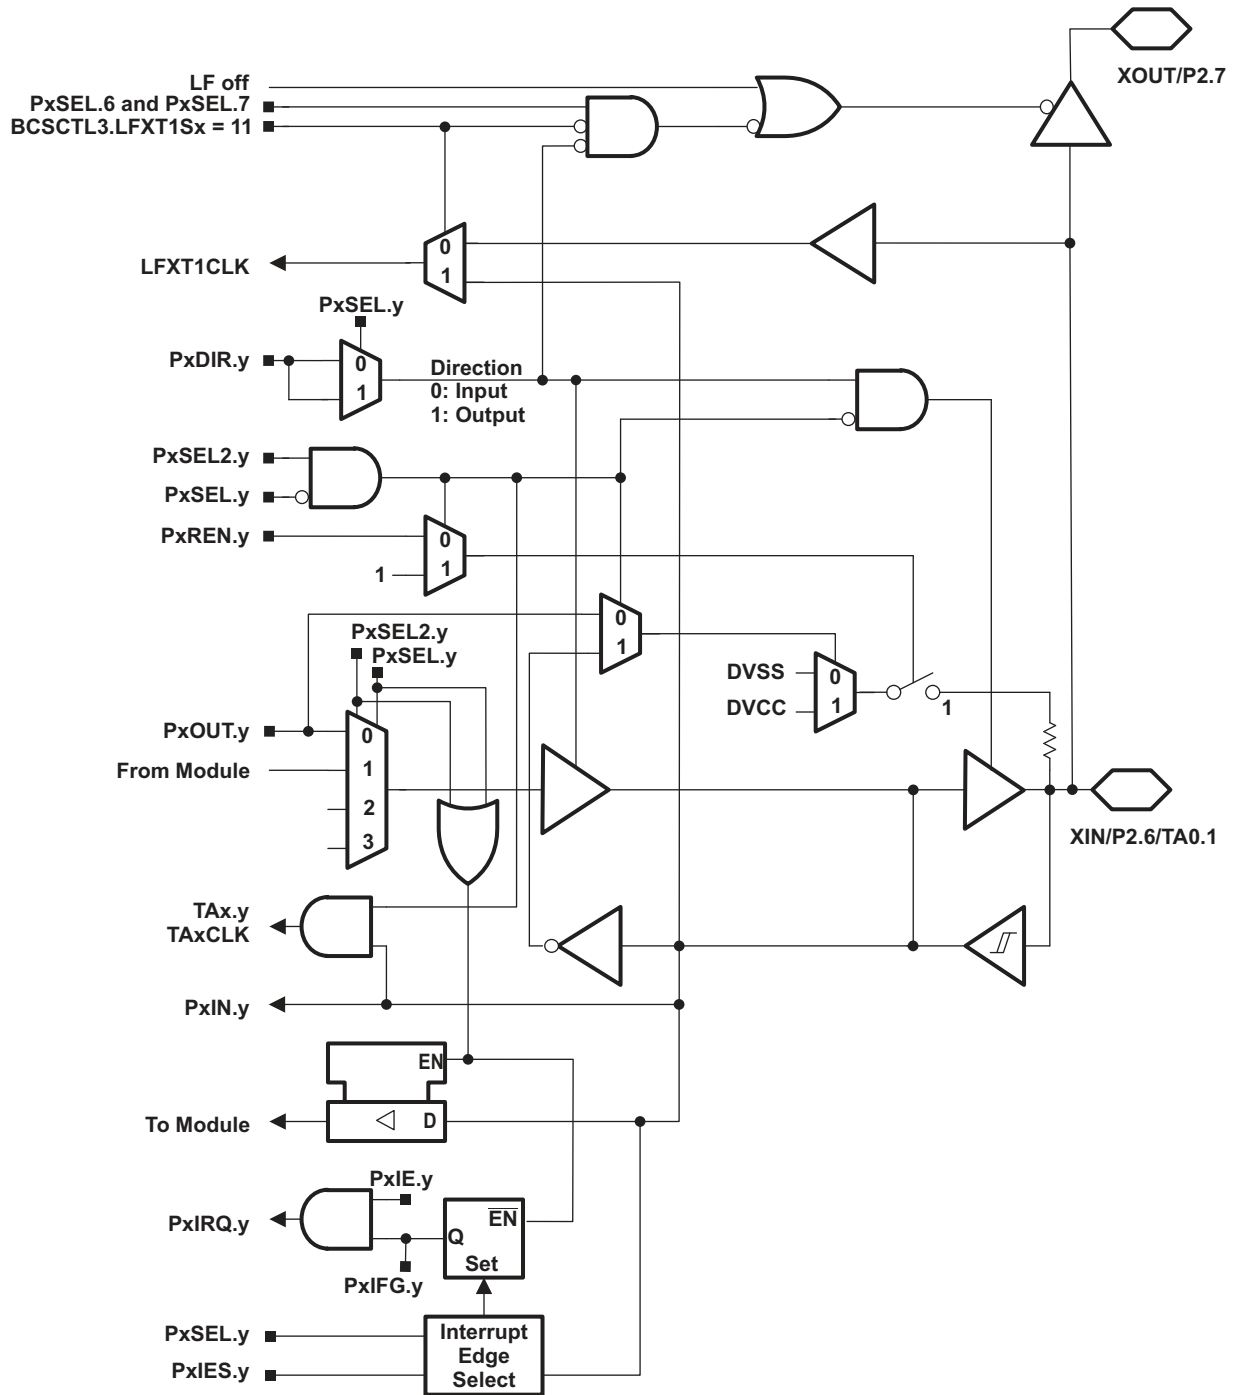 XOUT/P2.7
LF off
PxSEL.6 and PxSEL.7
BCSCTL3.LFXT1Sx = 11
0
LFXT1CLK
1
PxSEL.y
PxDIR.y
0
1
Direction
0: Input
1: Output
PxSEL2.y
PxSEL.y
PxREN.y
0
1
1
0
1
PxSEL2.y
PxSEL.y
DVSS
0
DVCC
1
1
PxOUT.y
0
From Module
1
2
3
XIN/P2.6/TA0.1
TAx.y
TAxCLK
PxIN.y
EN
To Module
D
PxIE.y
PxIRQ.y
EN
Q
Set
PxIFG.y
PxSEL.y
PxIES.y
Interrupt
Edge
Select